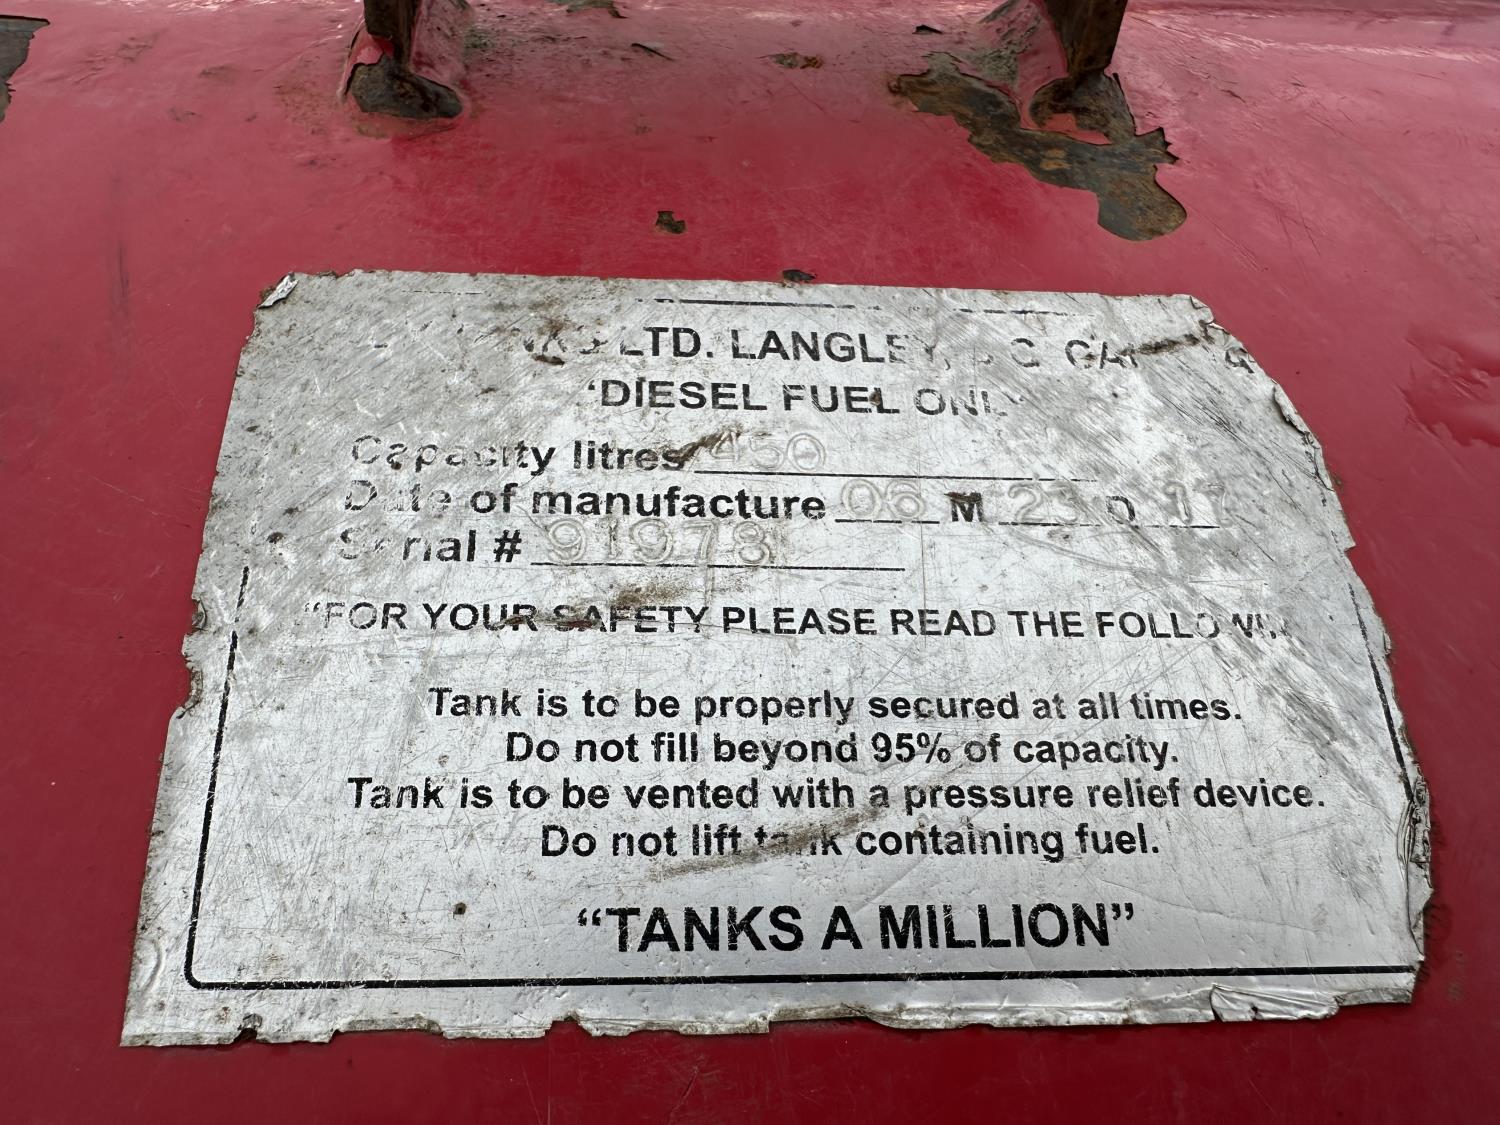 LTD. LANGLEY,
"DIESEL FUEL ONLY
Capacity litres 450
Date of manufacture 06 M 23 D 17
Serial # 91978
"FOR YOUR SAFETY PLEASE READ THE FOLLOWING
Tank is to be properly secured at all times.
Do not fill beyond 95% of capacity.
Tank is to be vented with a pressure relief device.
Do not lift tank containing fuel.
"TANKS A MILLION"